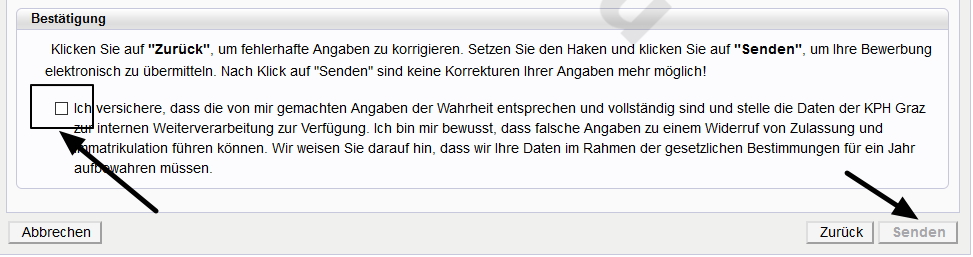 Bestätigung
Klicken Sie auf "Zurück", um fehlerhafte Angaben zu korrigieren. Setzen Sie den Haken und klicken Sie auf "Senden", um Ihre Bewerbung
elektronisch zu übermitteln. Nach Klick auf "Senden" sind keine Korrekturen Ihrer Angaben mehr möglich!
Ich versichere, dass die von mir gemachten Angaben der Wahrheit entsprechen und vollständig sind und stelle die Daten der KPH Graz
zur internen Weiterverarbeitung zur Verfügung. Ich bin mir bewusst, dass falsche Angaben zu einem Widerruf von Zulassung und
Immatrikulation führen können. Wir weisen Sie darauf hin, dass wir Ihre Daten im Rahmen der gesetzlichen Bestimmungen für ein Jahr
aufbewahren müssen.
Abbrechen Zurück Senden